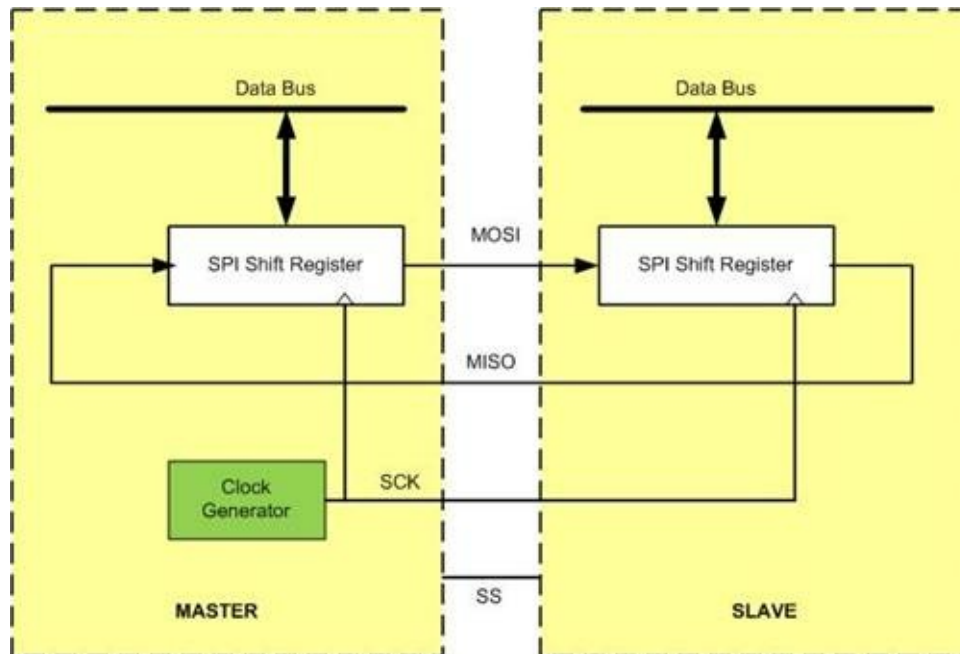 Data Bus
Data Bus
MOSI
SPI Shift Register
SPI Shift Register
MISO
SCK
Clock
Generator
SS
MASTER
SLAVE